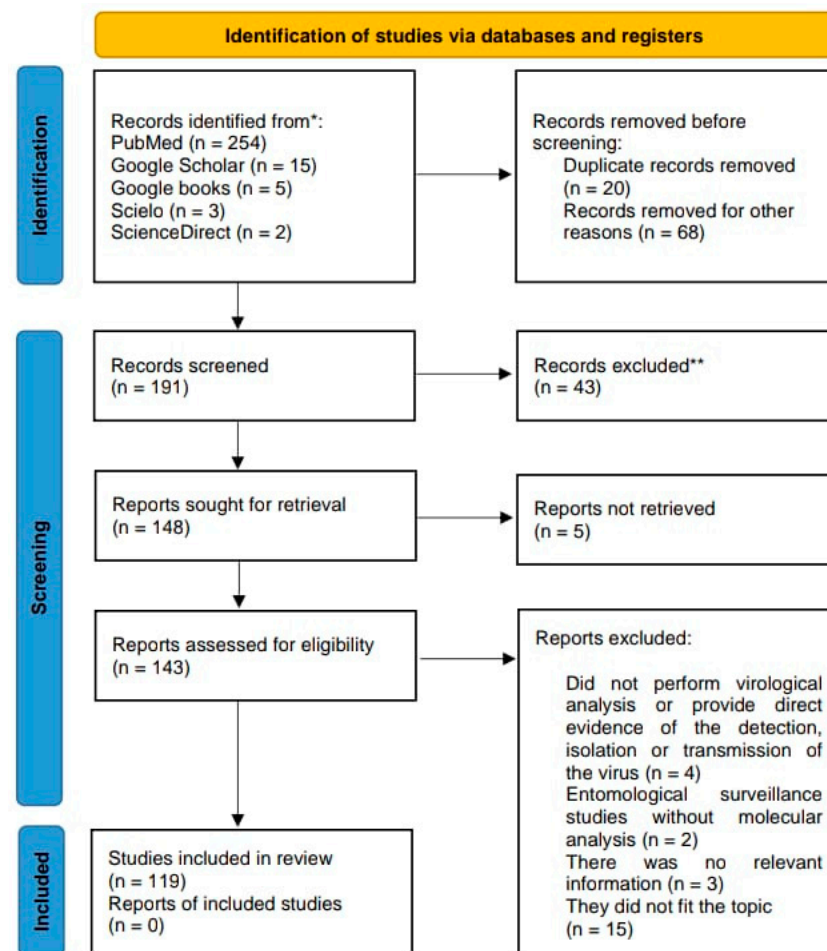 Identification of studies via databases and registers
Identification
Records identified from*:
PubMed (n = 254)
Google Scholar (n = 15)
Google books (n = 5)
Scielo (n = 3)
ScienceDirect (n = 2)
Records removed before
screening:
Duplicate records removed
(n = 20)
Records removed for other
reasons (n = 68)
Screening
Records screened
(n = 191)
Records excluded**
(n = 43)
Reports sought for retrieval
(n = 148)
Reports not retrieved
(n = 5)
Reports assessed for eligibility
(n = 143)
Reports excluded:
Did not perform virological
analysis or provide direct
evidence of the detection,
isolation or transmission of
the virus (n = 4)
Entomological surveillance
studies without molecular
analysis (n = 2)
There was no relevant
information (n = 3)
They did not fit the topic
(n = 15)
Included
Studies included in review
(n = 119)
Reports of included studies
(n = 0)